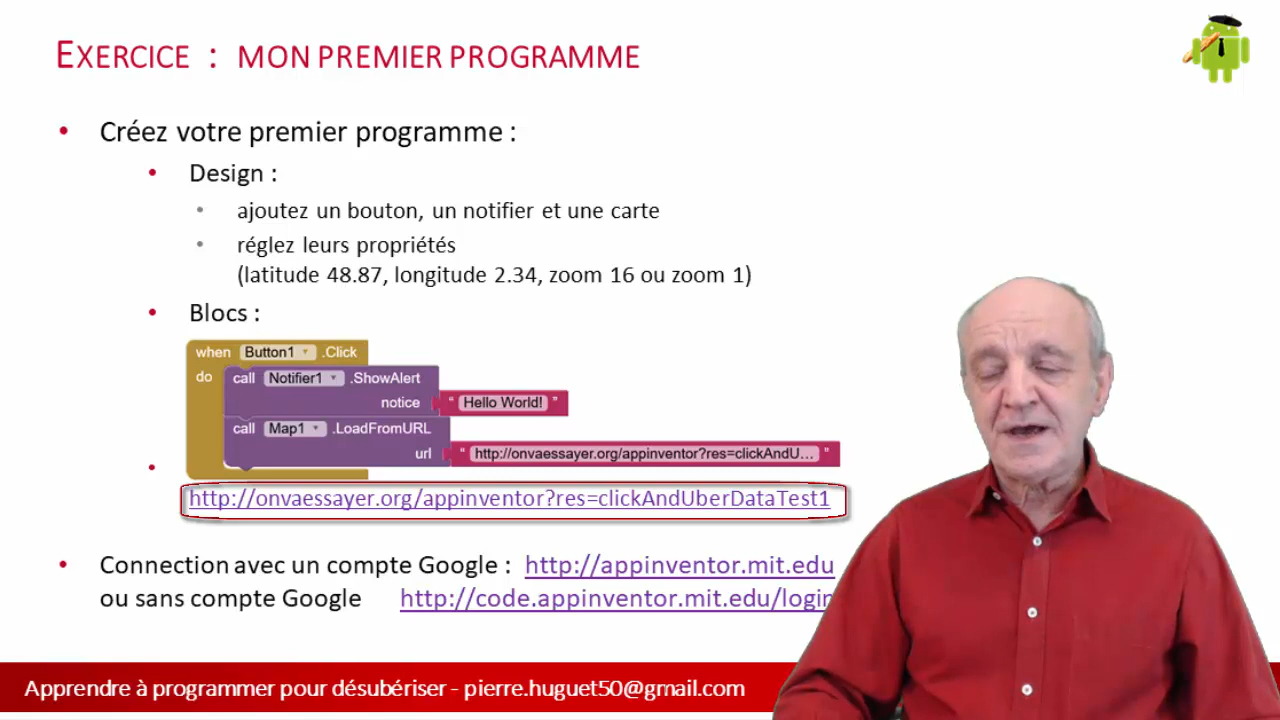 EXERCICE : MON PREMIER PROGRAMME
• Créez votre premier programme :
• Design :
• ajoutez un bouton, un notifier et une carte
• réglez leurs propriétés
(latitude 48.87, longitude 2.34, zoom 16 ou zoom 1)
• Blocs :
when Button1 .Click
do call Notifier1 .ShowAlert
notice " Hello World! "
call Map1 .LoadFromURL
url " http://onvaessayer.org/appinventor?res=clickAndU... "
•
http://onvaessayer.org/appinventor?res=clickAndUberDataTest1
• Connection avec un compte Google : http://appinventor.mit.edu
ou sans compte Google http://code.appinventor.mit.edu/login
Apprendre à programmer pour désubériser - pierre.huguet50@gmail.com